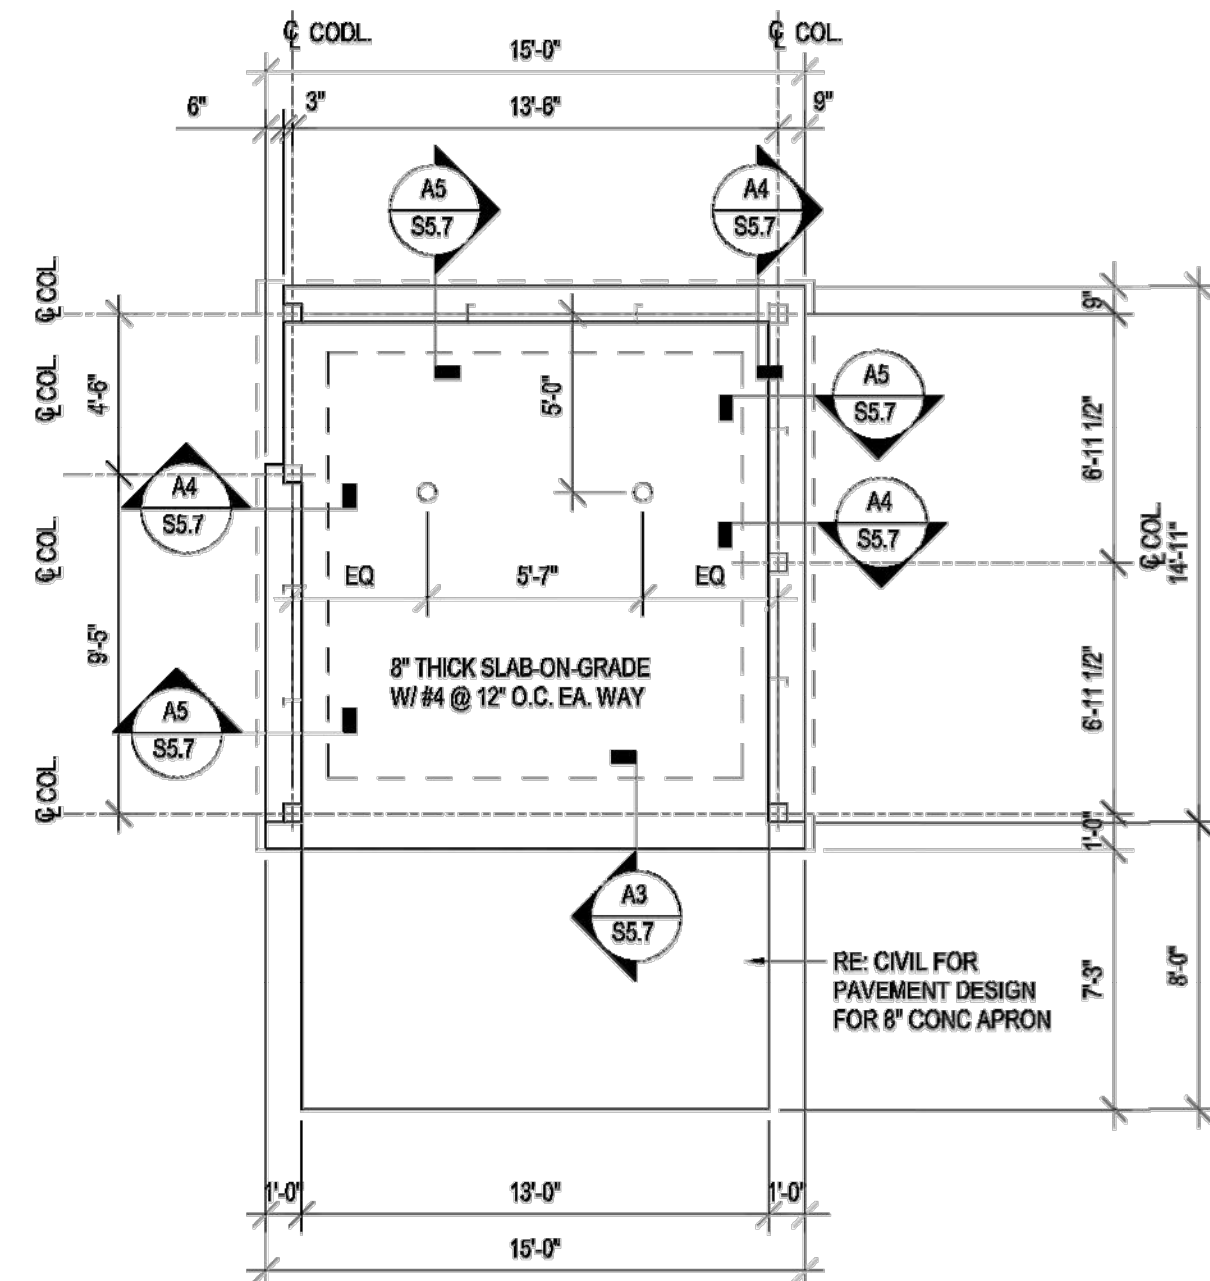 ℄ CODL.
℄ COL.
15'-0"
6"
3"
13'-6"
9"
A5
S5.7
A4
S5.7
℄ COL.
9"
℄ COL.
4'-6"
5'-0"
A5
S5.7
6'-11 1/2"
A4
S5.7
A4
S5.7
℄ COL.
14'-11"
℄ COL.
EQ
5'-7"
EQ
9'-5"
8" THICK SLAB-ON-GRADE
W/ #4 @ 12" O.C. EA. WAY
6'-11 1/2"
A5
S5.7
℄ COL.
1'-0"
A3
S5.7
RE: CIVIL FOR
PAVEMENT DESIGN
FOR 8" CONC APRON
7'-3"
8'-0"
1'-0"
13'-0"
1'-0"
15'-0"